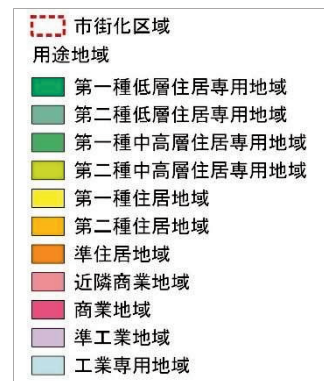 市街化区域
用途地域
第一種低層住居専用地域
第二種低層住居専用地域
第一種中高層住居専用地域
第二種中高層住居専用地域
第一種住居地域
第二種住居地域
準住居地域
近隣商業地域
商業地域
準工業地域
工業専用地域